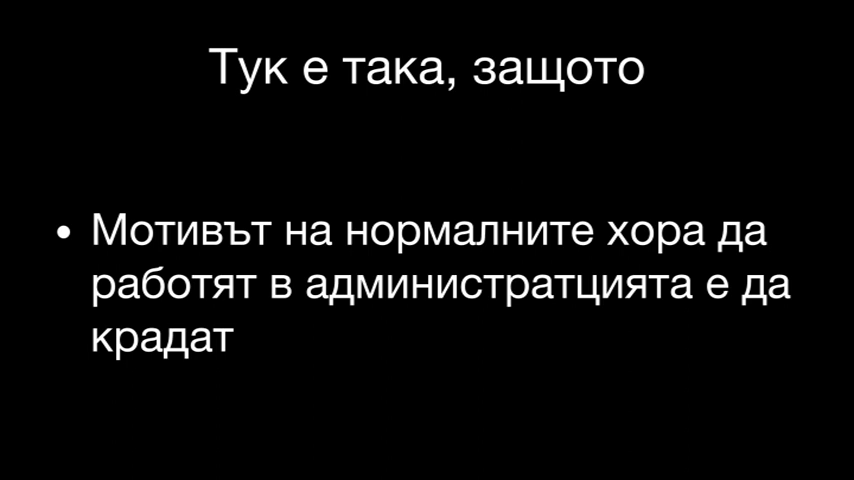 Тук е така, защото
• Мотивът на нормалните хора да
работят в администратцията е да
крадат